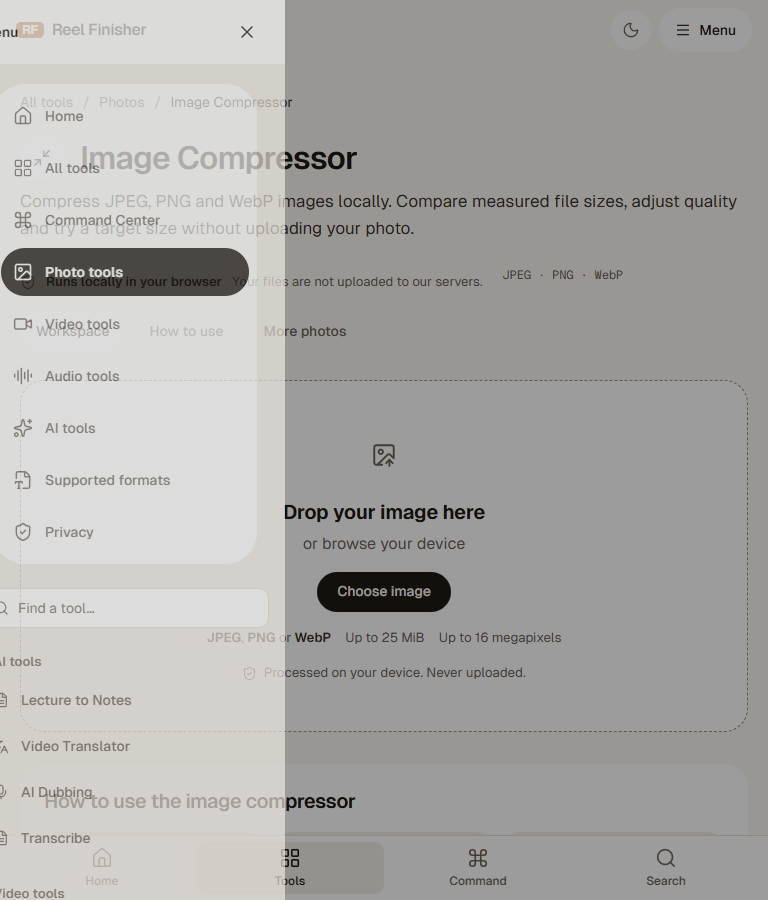 RF Reel Finisher
Menu
All tools / Photos / Image Compressor
Home
Image Compressor
All tools
Compress JPEG, PNG and WebP images locally. Compare measured file sizes, adjust quality
and try a target size without uploading your photo.
Command Center
Photo tools
Runs locally in your browser Your files are not uploaded to our servers.
JPEG · PNG · WebP
Video tools
Workspace
How to use
More photos
Audio tools
AI tools
Supported formats
Privacy
Drop your image here
or browse your device
Choose image
JPEG, PNG or WebP Up to 25 MiB Up to 16 megapixels
Processed on your device. Never uploaded.
Find a tool...
AI tools
Lecture to Notes
Video Translator
AI Dubbing
How to use the image compressor
Transcribe
Home
Tools
Command
Search
Video tools